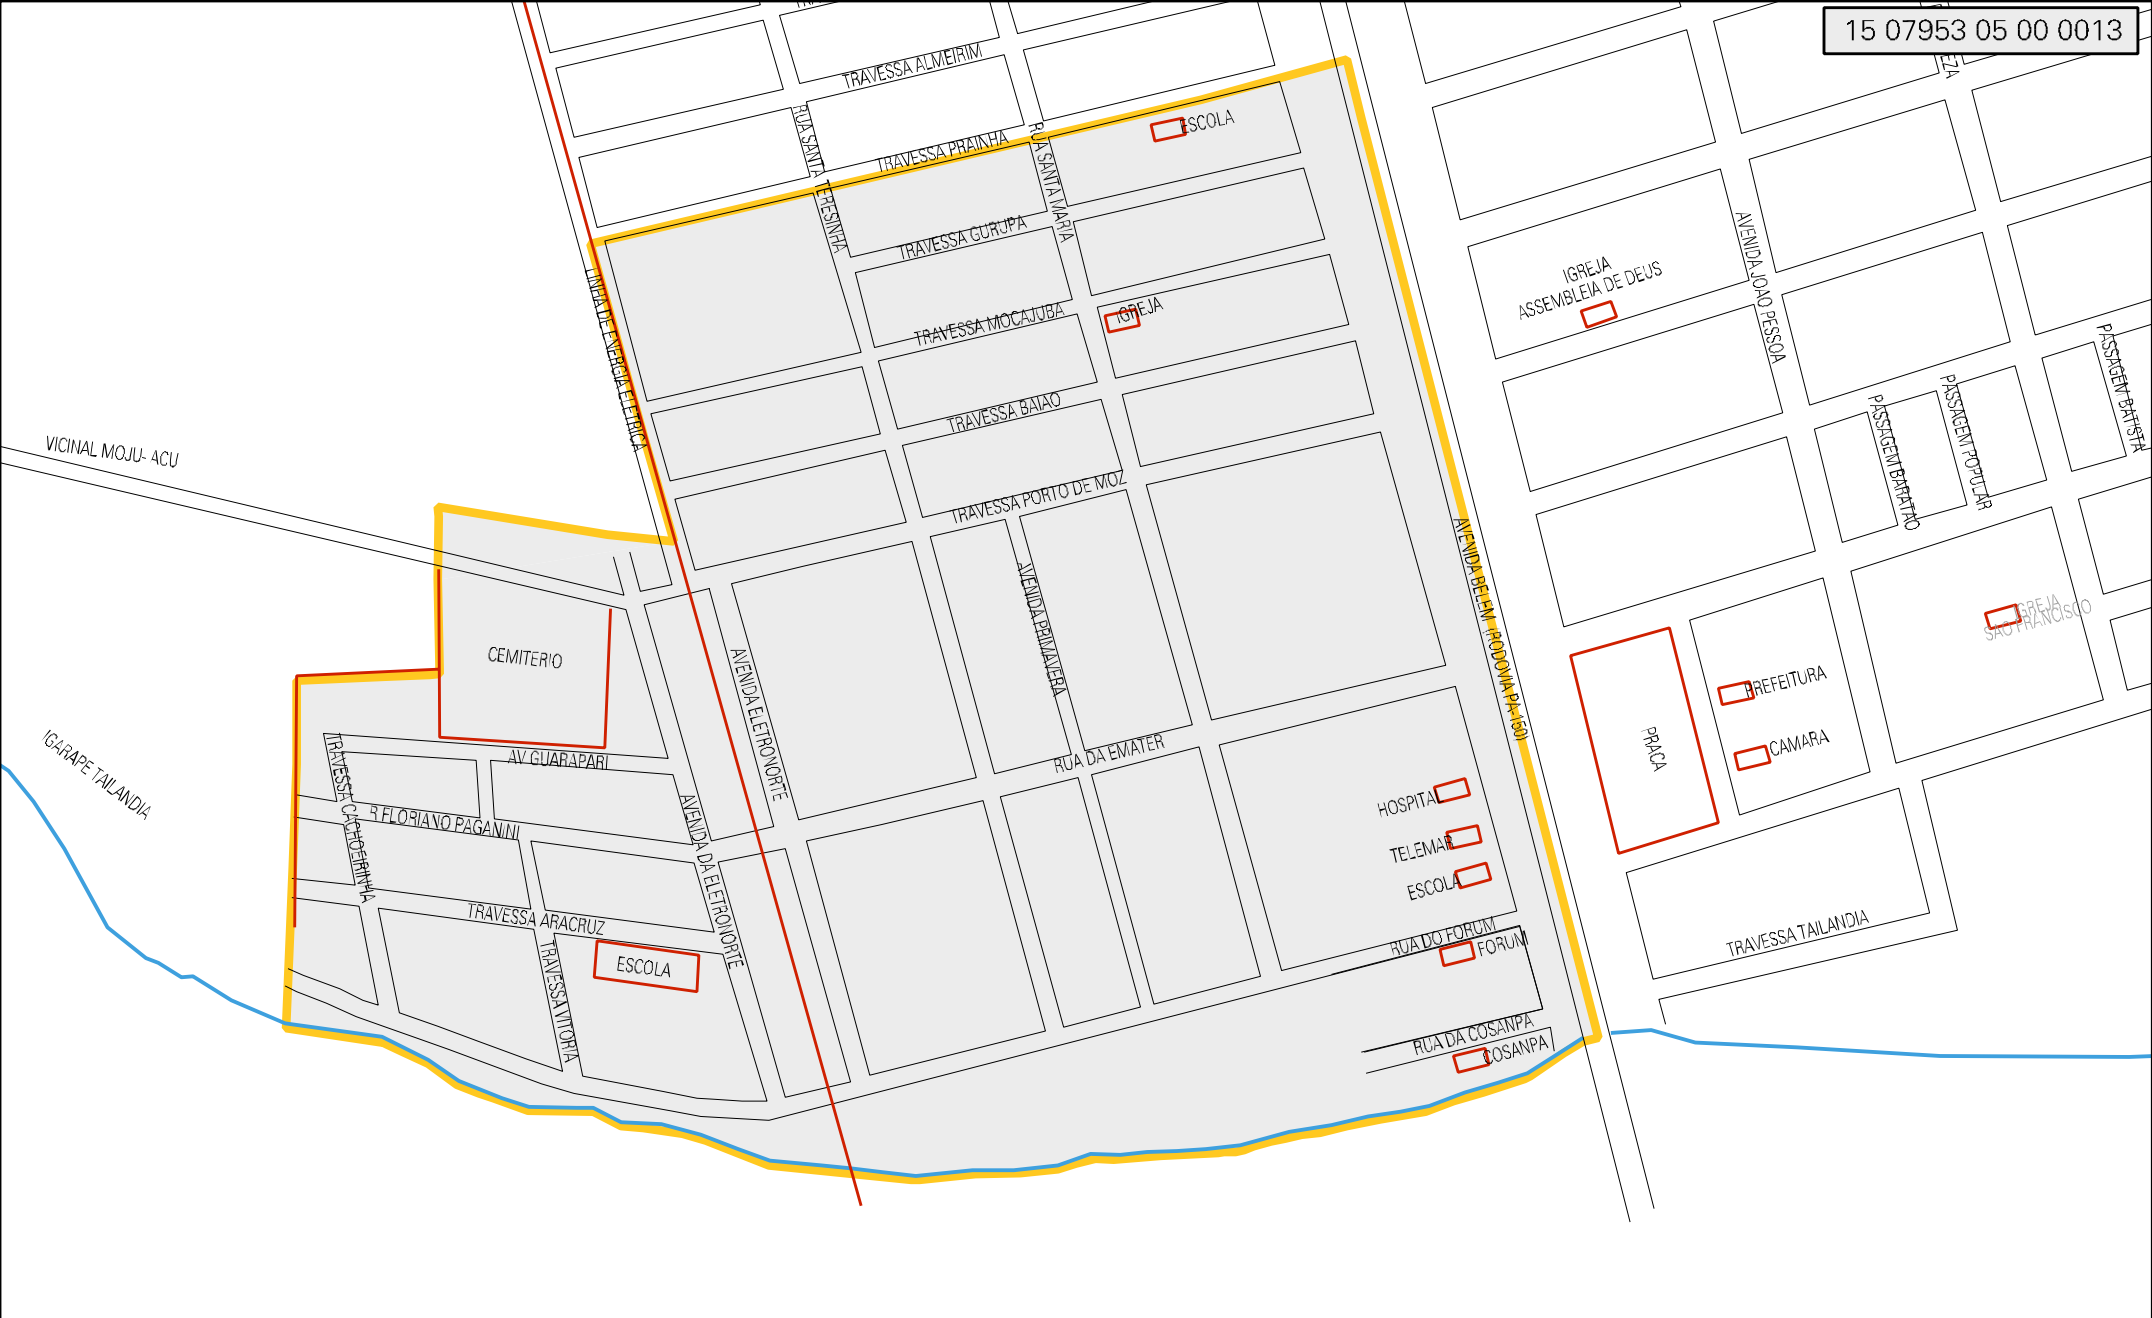 15 07953 05 00 0013
TRAVESSA ALMEIRIM
RUA SANTA TERESINHA
TRAVESSA PRAINHA
RUA SANTA MARIA
ESCOLA
TRAVESSA GURUPA
LINHA DE ENERGIA ELETRICA
TRAVESSA MOCAJUBA
IGREJA
IGREJA
ASSEMBLEIA DE DEUS
AVENIDA JOAO PESSOA
PASSAGEM BATISTA
PASSAGEM POPULAR
PASSAGEM BARATAO
TRAVESSA BAIAO
VICINAL MOJU- ACU
TRAVESSA PORTO DE MOZ
AVENIDA BELEM (RODOVIA PA-150)
AVENIDA PRIMAVERA
IGREJA
SAO FRANCISCO
CEMITERIO
AVENIDA ELETRONORTE
PREFEITURA
CAMARA
PRACA
IGARAPE TAILANDIA
TRAVESSA CACHOEIRINHA
AV GUARAPARI
RUA DA EMATER
R FLORIANO PAGANINI
AVENIDA DA ELETRONORTE
HOSPITAL
TELEMAR
ESCOLA
TRAVESSA ARACRUZ
TRAVESSA VITORIA
ESCOLA
RUA DO FORUM
FORUM
TRAVESSA TAILANDIA
RUA DA COSANPA
COSANPA